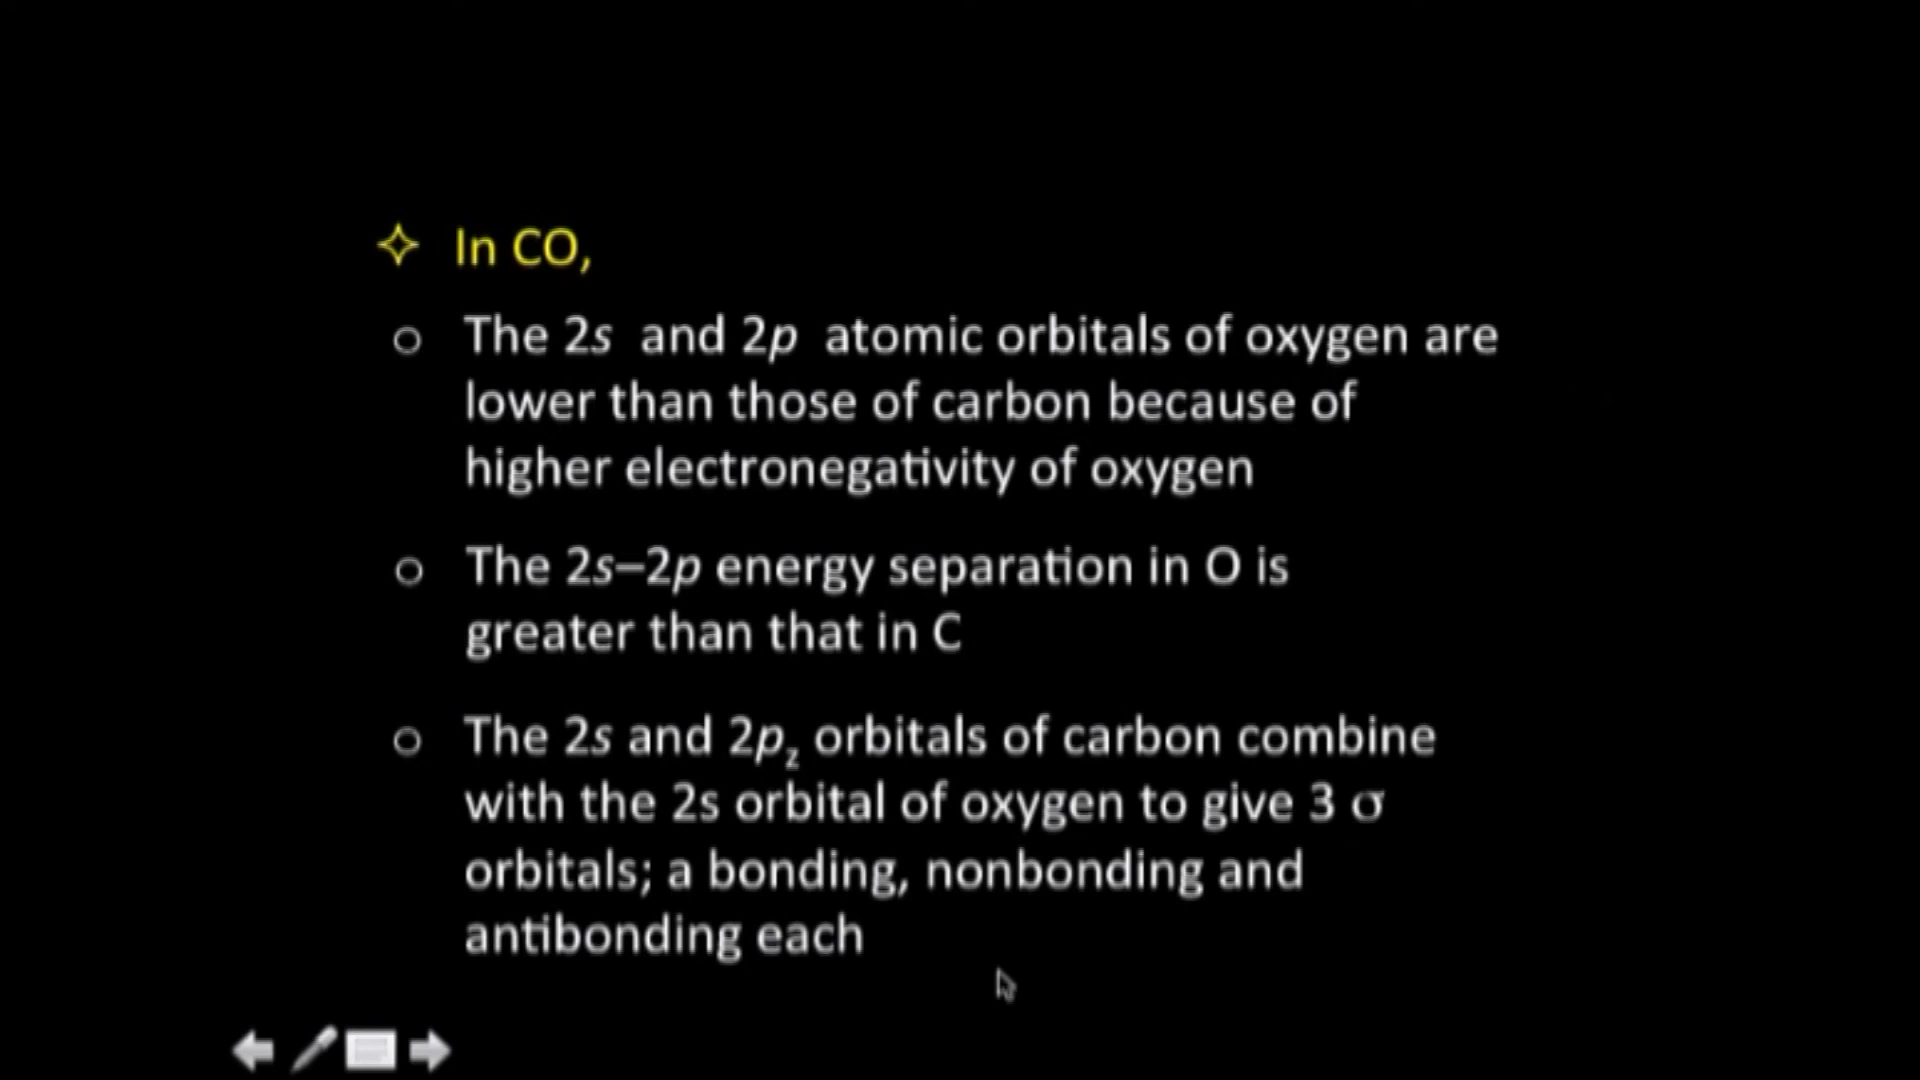 In CO,
The 2s and 2p atomic orbitals of oxygen are
lower than those of carbon because of
higher electronegativity of oxygen
The 2s–2p energy separation in O is
greater than that in C
The 2s and 2pz orbitals of carbon combine
with the 2s orbital of oxygen to give 3 σ
orbitals; a bonding, nonbonding and
antibonding each